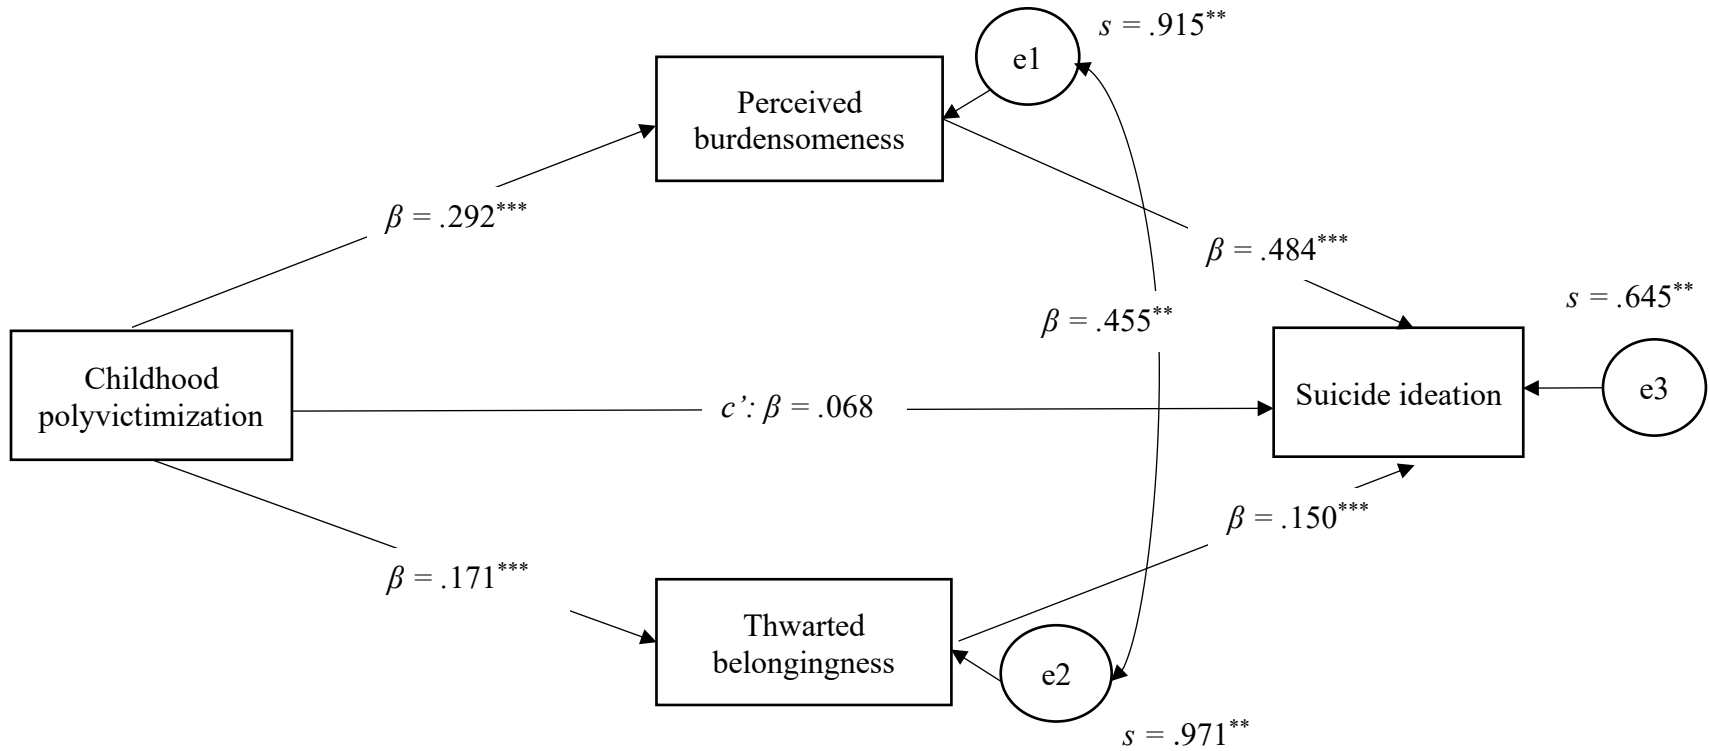 s = .915**
e1
Perceived
burdensomeness
β = .292***
β = .484***
s = .645**
β = .455**
Childhood
polyvictimization
c’: β = .068
Suicide ideation
e3
β = .150***
β = .171***
Thwarted
belongingness
e2
s = .971**